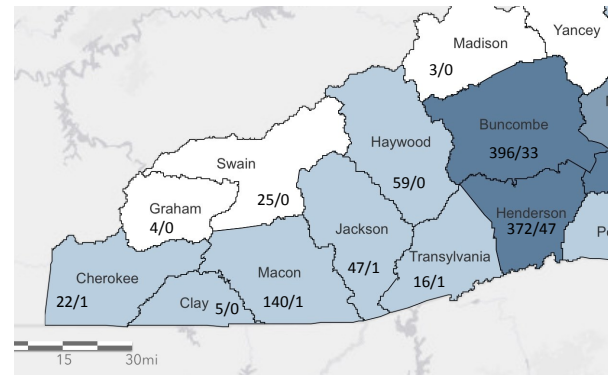 Yancey
Madison
3/0
Buncombe
396/33
Haywood
59/0
Swain
25/0
Graham
4/0
Henderson
372/47
Jackson
47/1
Transylvania
16/1
Cherokee
22/1
Macon
140/1
Clay 5/0
15 30mi